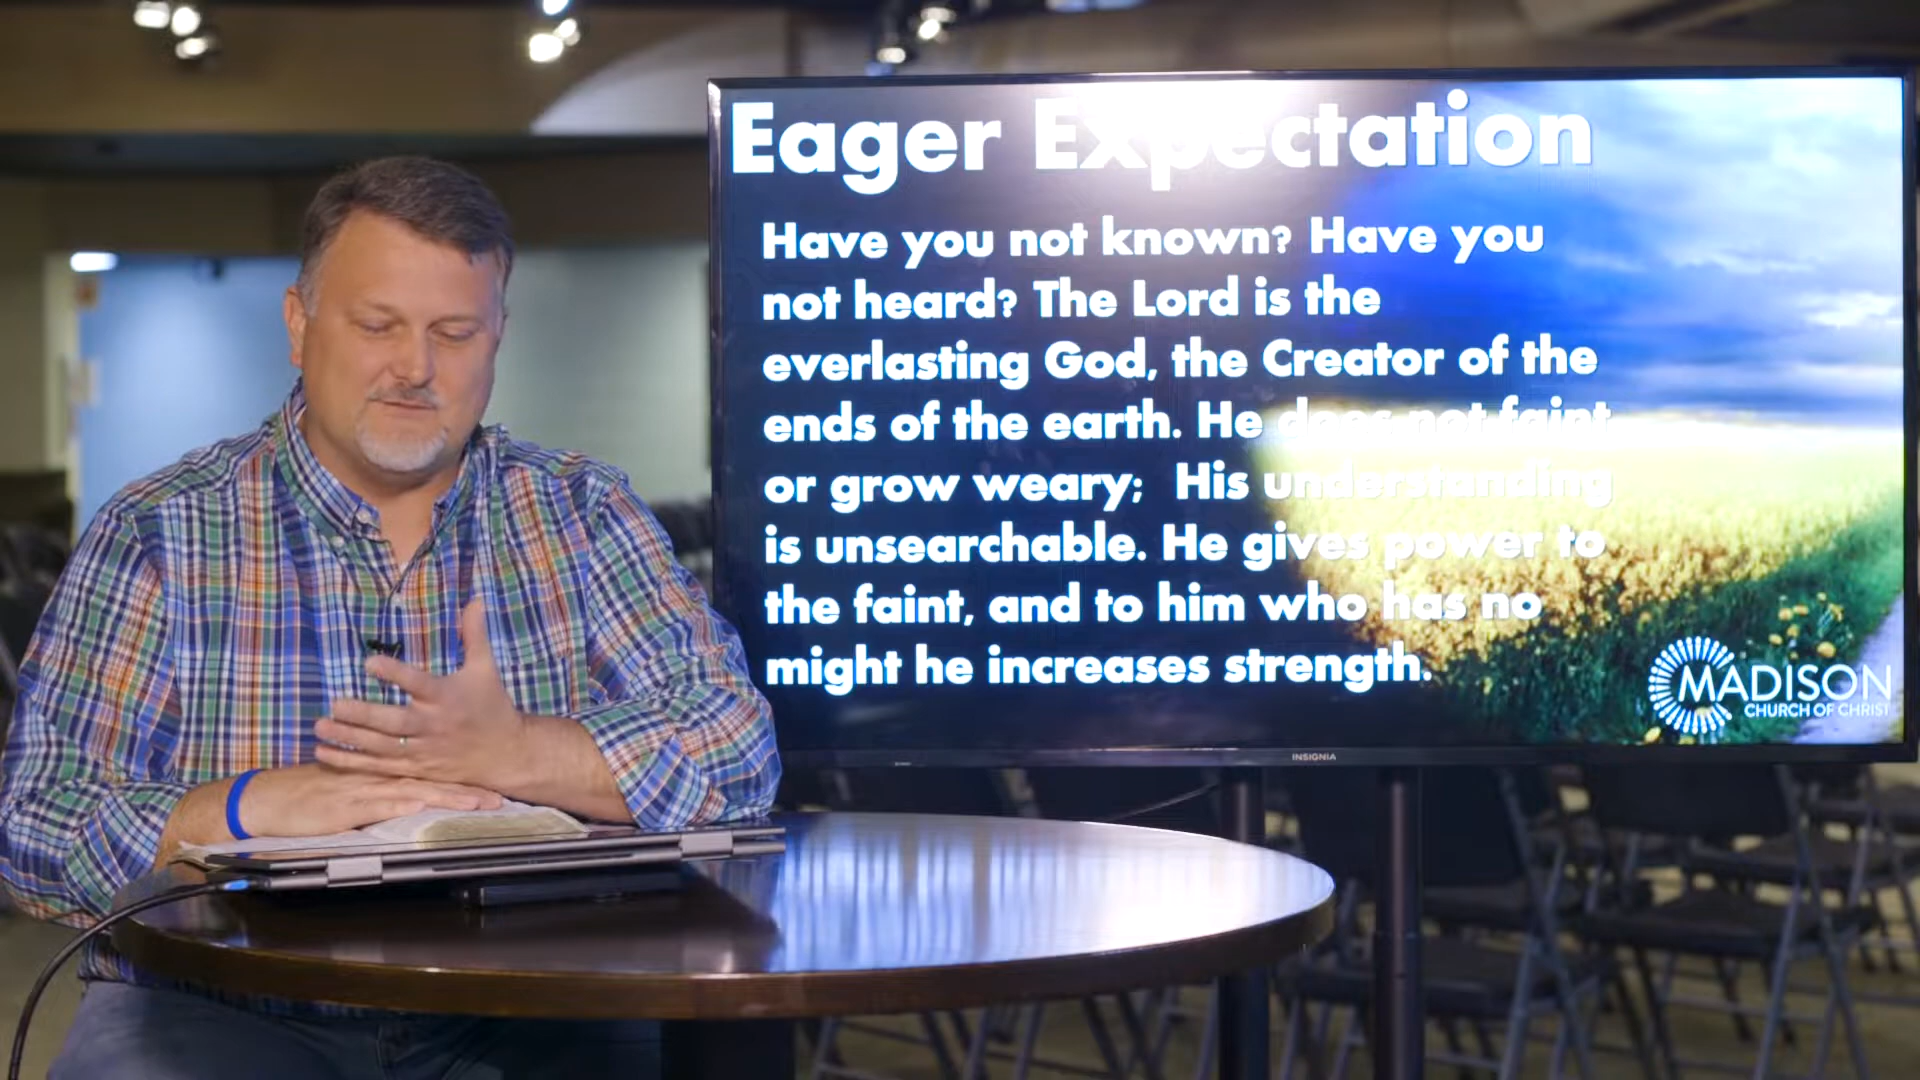 Eager Expectation
Have you not known? Have you
not heard? The Lord is the
everlasting God, the Creator of the
ends of the earth. He does not faint
or grow weary; His understanding
is unsearchable. He gives power to
the faint, and to him who has no
might he increases strength.
MADISON
CHURCH OF CHRIST
INSIGNIA